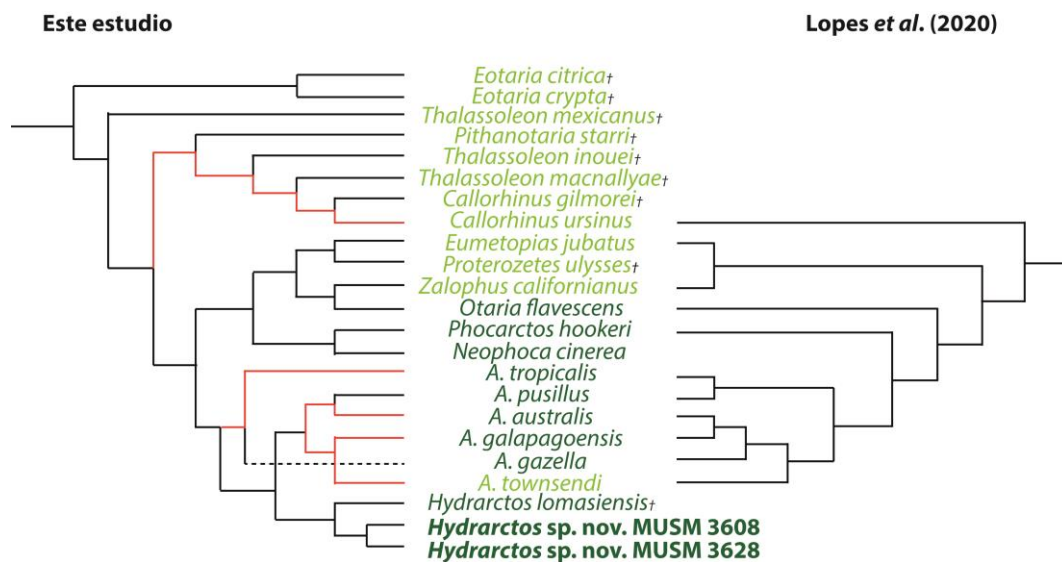 Este estudio
Lopes et al. (2020)
Eotaria citrica†
Eotaria crypta†
Thalassoleon mexicanus†
Pithanotaria starri†
Thalassoleon inouei†
Thalassoleon macnallyae†
Callorhinus gilmorei†
Callorhinus ursinus
Eumetopias jubatus
Proterozetes ulysses†
Zalophus californianus
Otaria flavescens
Phocarctos hookeri
Neophoca cinerea
A. tropicalis
A. pusillus
A. australis
A. galapagoensis
A. gazella
A. townsendi
Hydrarctos lomasiensis†
Hydrarctos sp. nov. MUSM 3608
Hydrarctos sp. nov. MUSM 3628